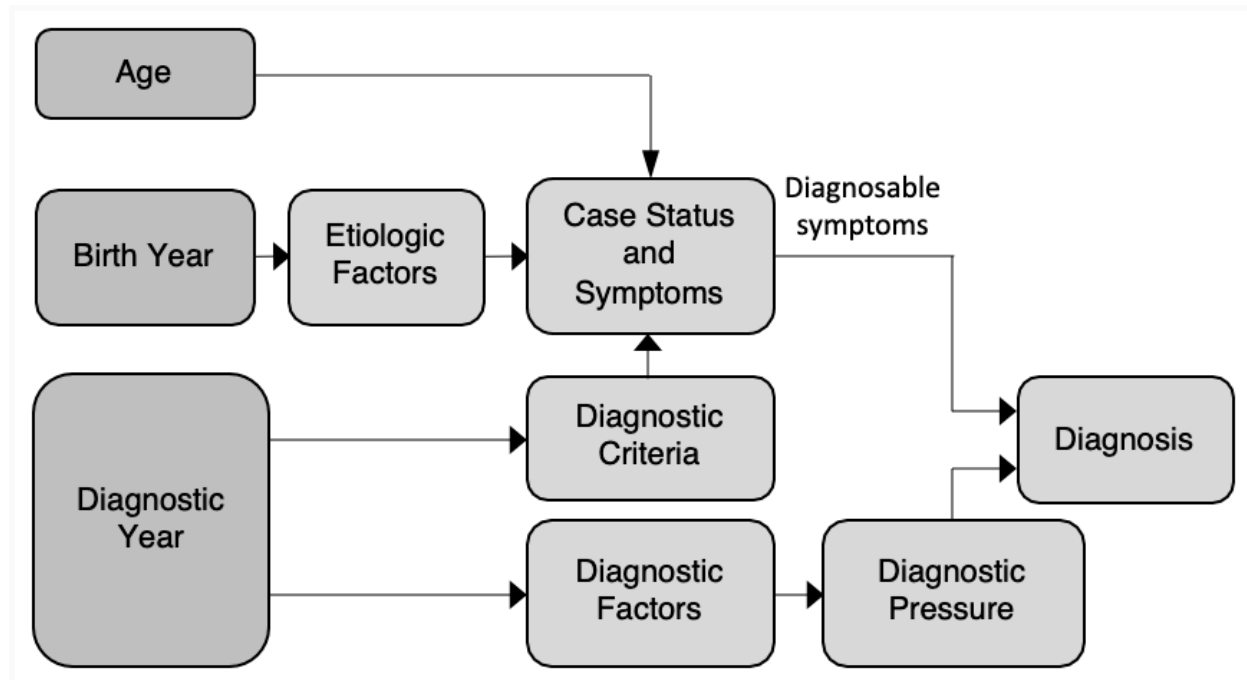 Age
Birth Year
Etiologic
Factors
Case Status
and
Symptoms
Diagnosable
symptoms
Diagnostic
Year
Diagnostic
Criteria
Diagnosis
Diagnostic
Factors
Diagnostic
Pressure